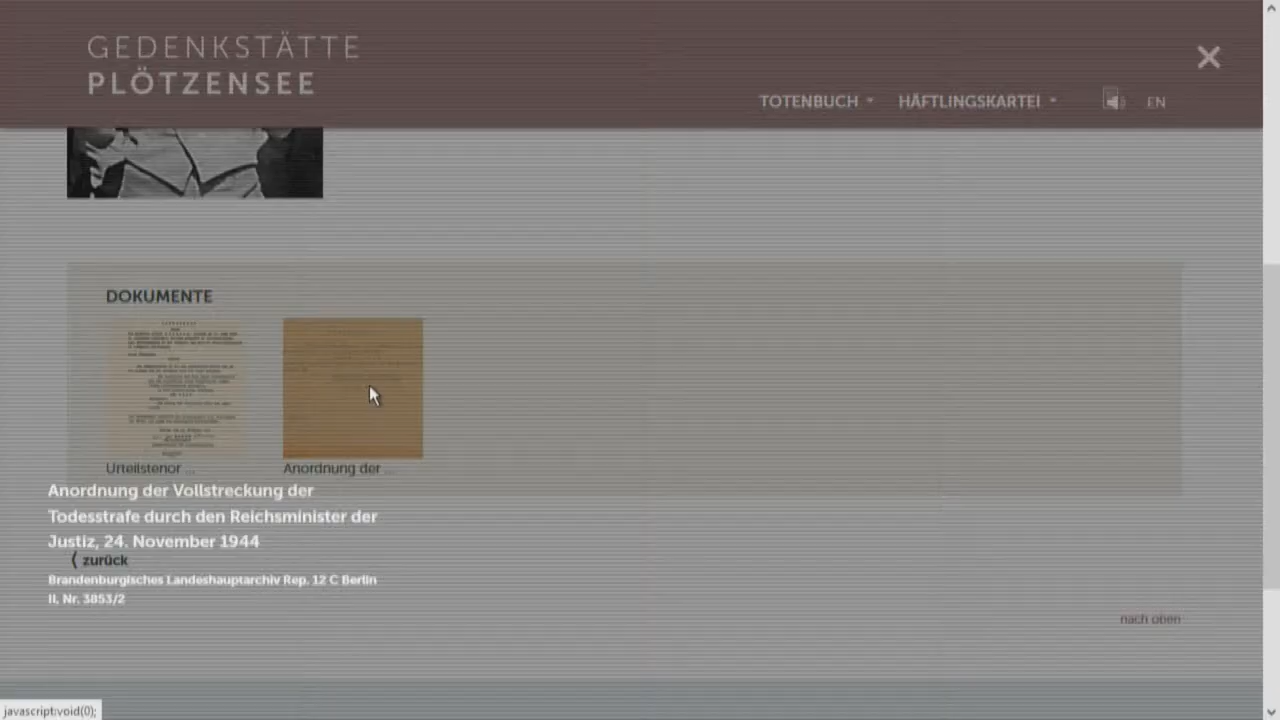 GEDENKSTÄTTE
PLÖTZENSEE
TOTENBUCH
HÄFTLINGSKARTEI
EN
DOKUMENTE
Urteilstenor ...
Anordnung der ...
Anordnung der Vollstreckung der
Todesstrafe durch den Reichsminister der
Justiz, 24. November 1944
zurück
Brandenburgisches Landeshauptarchiv Rep. 12 C Berlin
II, Nr. 3853/2
nach oben
javascript:void(0);